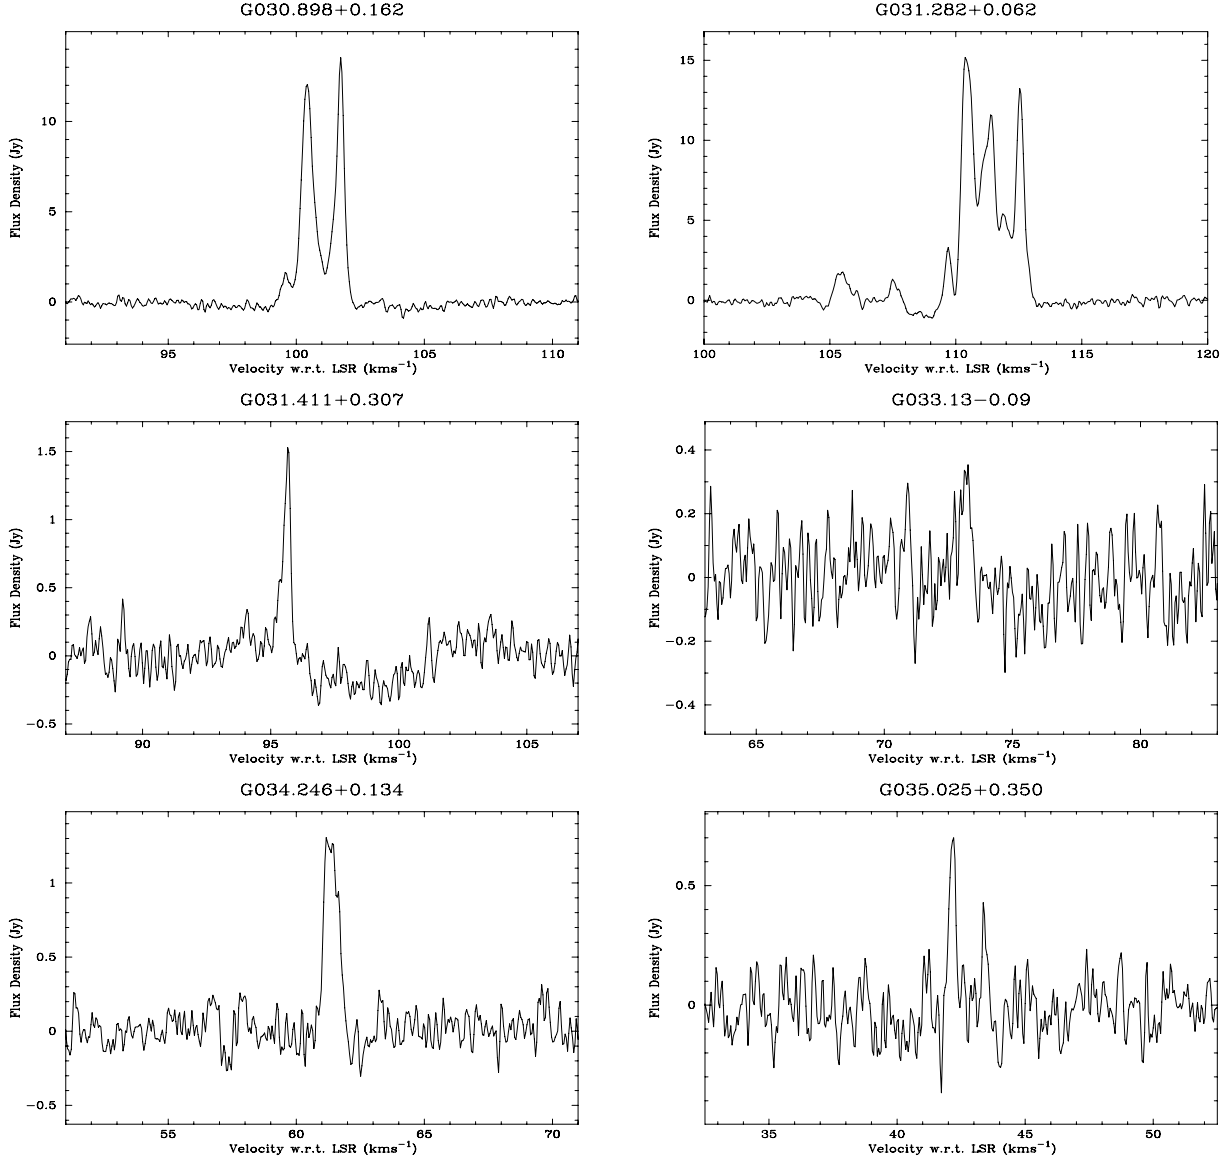 G030.898+0.162
G031.282+0.062
Flux Density (Jy)
10
5
0
95
100
105
110
Velocity w.r.t. LSR (kms⁻¹)
Flux Density (Jy)
15
10
5
0
100
105
110
115
120
Velocity w.r.t. LSR (kms⁻¹)
G031.411+0.307
G033.13−0.09
Flux Density (Jy)
1.5
1
0.5
0
−0.5
90
95
100
105
Velocity w.r.t. LSR (kms⁻¹)
Flux Density (Jy)
0.4
0.2
0
−0.2
−0.4
65
70
75
80
Velocity w.r.t. LSR (kms⁻¹)
G034.246+0.134
G035.025+0.350
Flux Density (Jy)
1
0.5
0
−0.5
55
60
65
70
Velocity w.r.t. LSR (kms⁻¹)
Flux Density (Jy)
0.5
0
35
40
45
50
Velocity w.r.t. LSR (kms⁻¹)